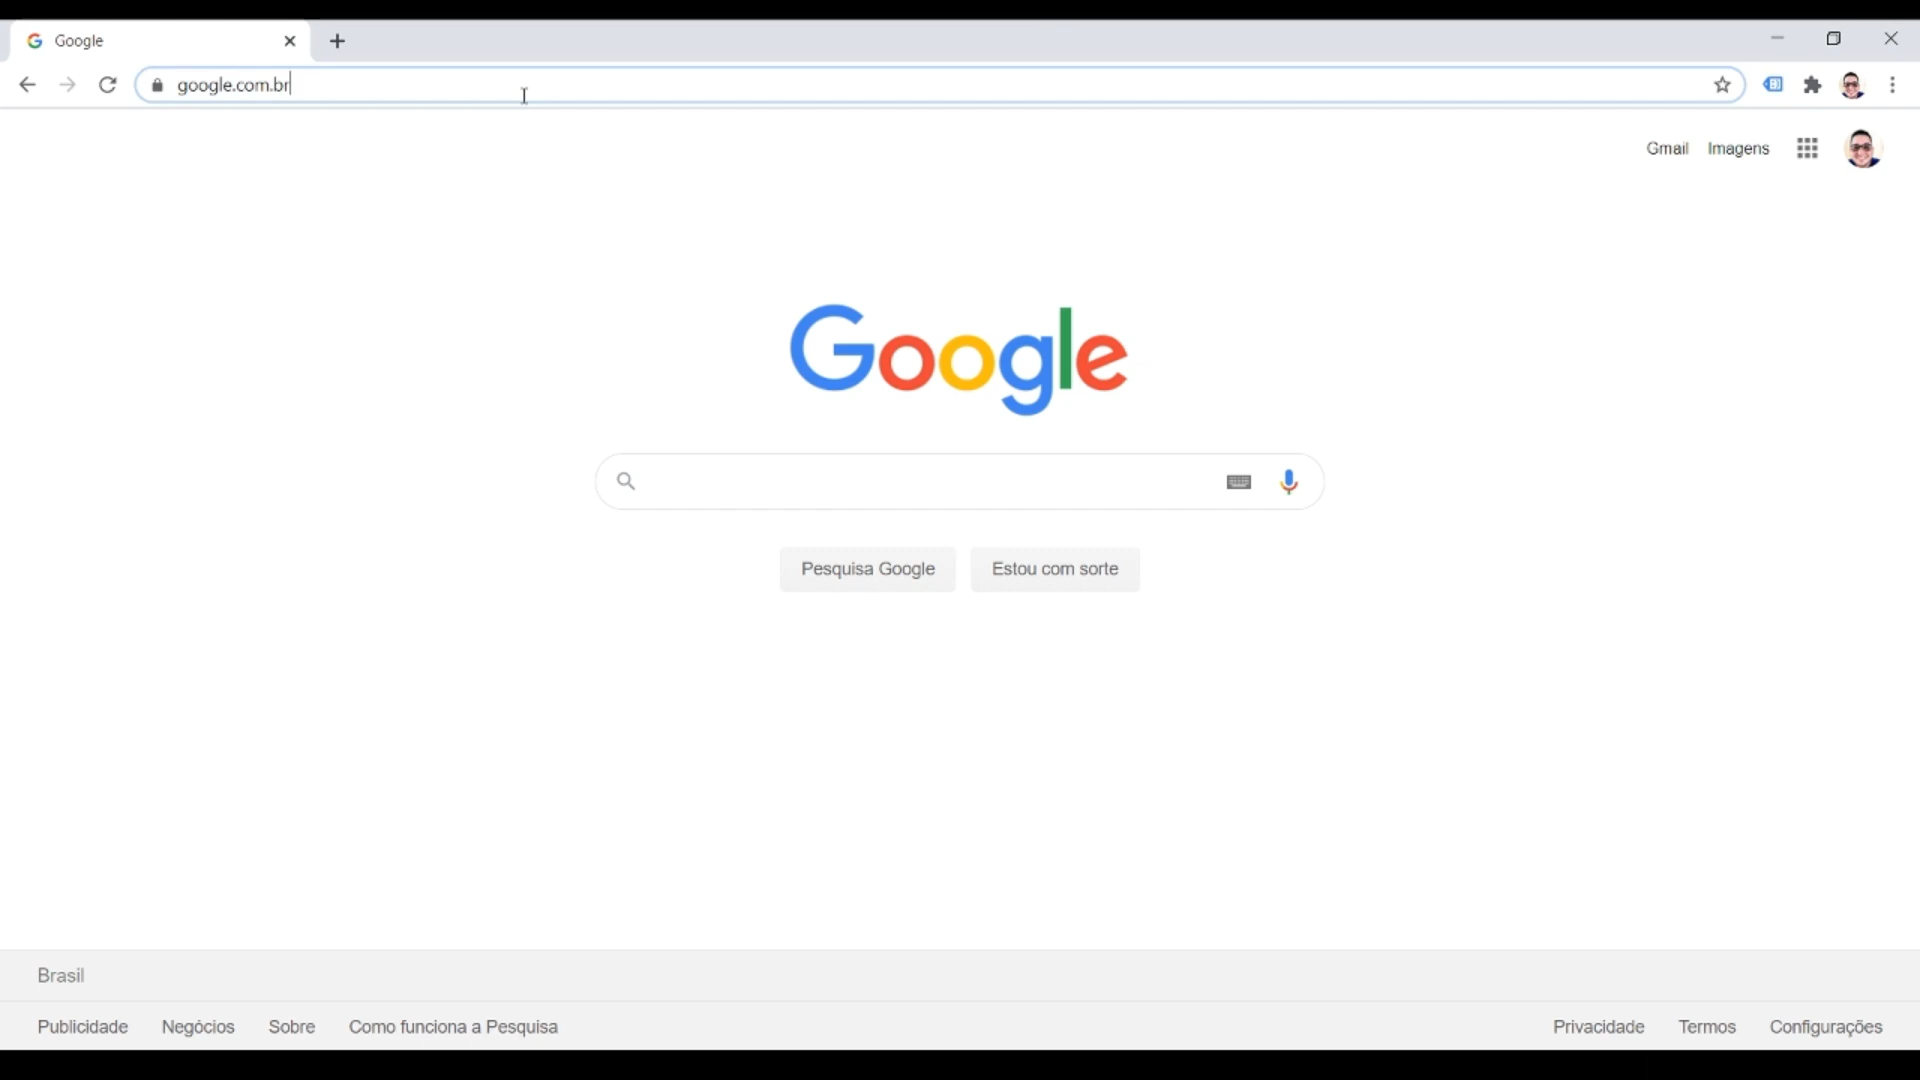 Google
google.com.br
Gmail Imagens
Google
Pesquisa Google Estou com sorte
Brasil
Publicidade Negócios Sobre Como funciona a Pesquisa Privacidade Termos Configurações